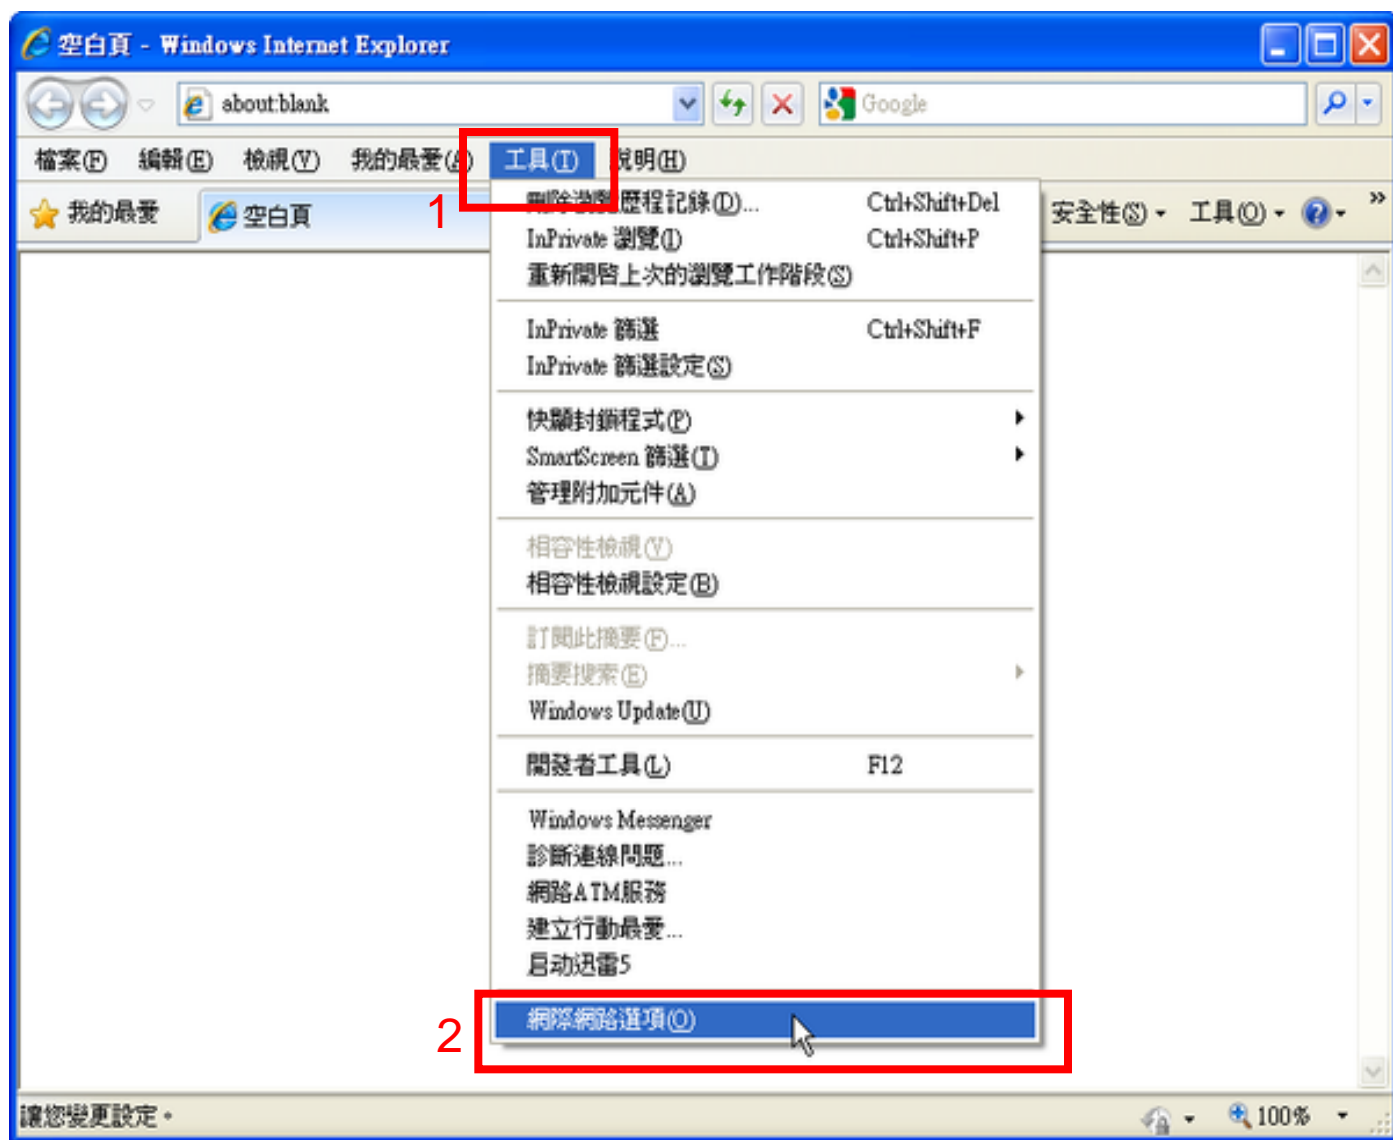 空白頁 - Windows Internet Explorer
about:blank
Google
檔案(F) 編輯(E) 檢視(V) 我的最愛(A) 工具(T) 說明(H)
1
我的最愛 空白頁
安全性(S) 工具(O) »
刪除瀏覽歷程記錄(D)... Ctrl+Shift+Del
InPrivate 瀏覽(I) Ctrl+Shift+P
重新開啟上次的瀏覽工作階段(S)
InPrivate 篩選 Ctrl+Shift+F
InPrivate 篩選設定(S)
快顯封鎖程式(P)
SmartScreen 篩選(T)
管理附加元件(A)
相容性檢視(V)
相容性檢視設定(B)
訂閱此摘要(F)...
摘要搜索(E)
Windows Update(U)
開發者工具(L) F12
Windows Messenger
診斷連線問題...
網路ATM服務
建立行動最愛...
启动迅雷5
2
網際網路選項(O)
讓您變更設定。
100%